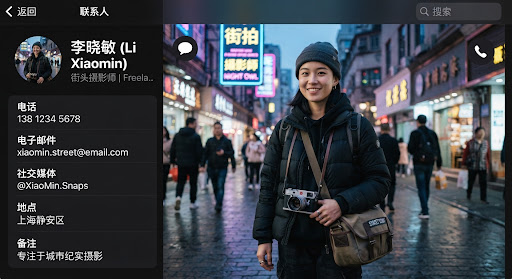 返回
联系人
搜索
李晓敏 (Li
Xiaomin)
街头摄影师 | Freela...
电话
138 1234 5678
电子邮件
xiaomin.street@email.com
社交媒体
@XiaoMin.Snaps
地点
上海静安区
备注
专注于城市纪实摄影
街拍
NIGHT OWL